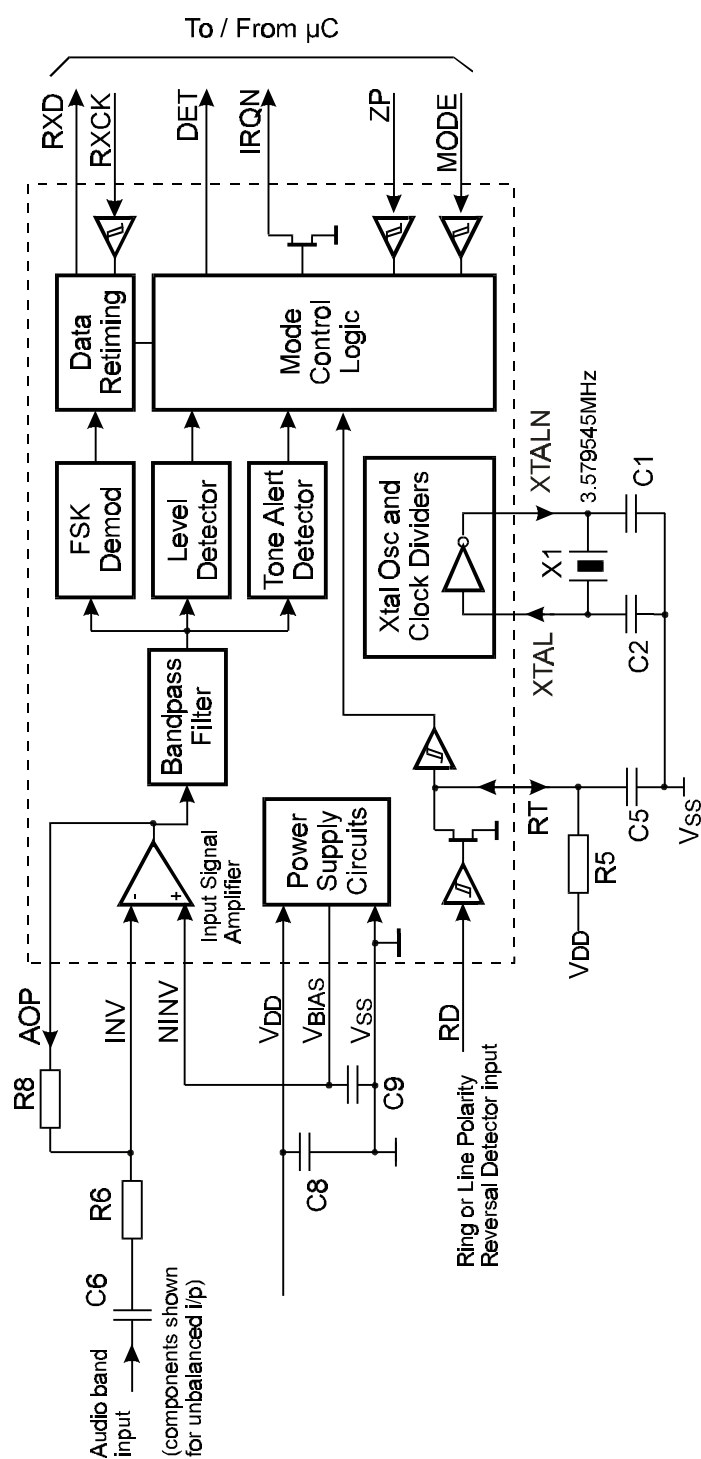 To / From µC
RXD
RXCK
DET
IRQN
ZP
MODE
Data
Retiming
Mode
Control
Logic
FSK
Demod
Level
Detector
Tone Alert
Detector
Xtal Osc and
Clock Dividers
XTALN
XTAL
3.579545MHz
X1
C1
C2
Bandpass
Filter
Input Signal
Amplifier
-
+
Power
Supply
Circuits
RT
R5
C5
VSS
VDD
AOP
INV
NINV
VDD
VBIAS
VSS
RD
R8
R6
C6
C8
C9
Ring or Line Polarity
Reversal Detector input
Audio band
input
(components shown
for unbalanced i/p)